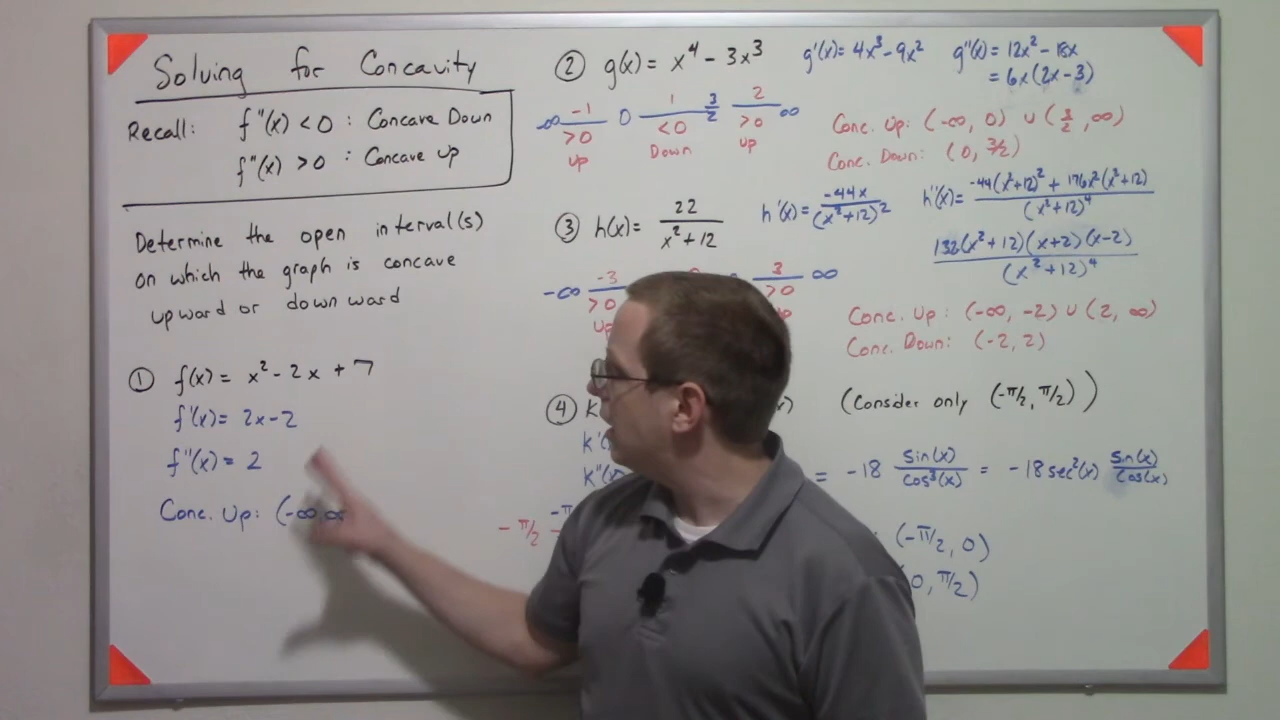 Solving for Concavity
Recall: f"(x) < 0 : Concave Down
f"(x) > 0 : Concave up
Determine the open interval(s)
on which the graph is concave
upward or downward
① f(x) = x² - 2x + 7
f'(x) = 2x - 2
f"(x) = 2
Conc. Up: (-∞,
② g(x) = x⁴ - 3x³
g'(x) = 4x³ - 9x²
g"(x) = 12x² - 18x
= 6x(2x - 3)
-1 1 2
-∞ 0 3/2 ∞
>0 <0 >0
up Down up
Conc. Up: (-∞, 0) ∪ (3/2, ∞)
Conc. Down: (0, 3/2)
③ h(x) = 22/(x² + 12)
h'(x) = -44x/(x² + 12)²
h"(x) = (-44(x²+12)² + 176x²(x²+12))/(x²+12)⁴
132(x²+12)(x+2)(x-2)/(x²+12)⁴
-3 3
-∞ ∞
>0 >0
Conc. Up: (-∞, -2) ∪ (2, ∞)
Conc. Down: (-2, 2)
④ k (Consider only (-π/2, π/2))
k'(
k"(x) = -18 sin(x)/cos³(x) = -18 sec²(x) sin(x)/cos(x)
-π/2
(-π/2, 0)
0, π/2)